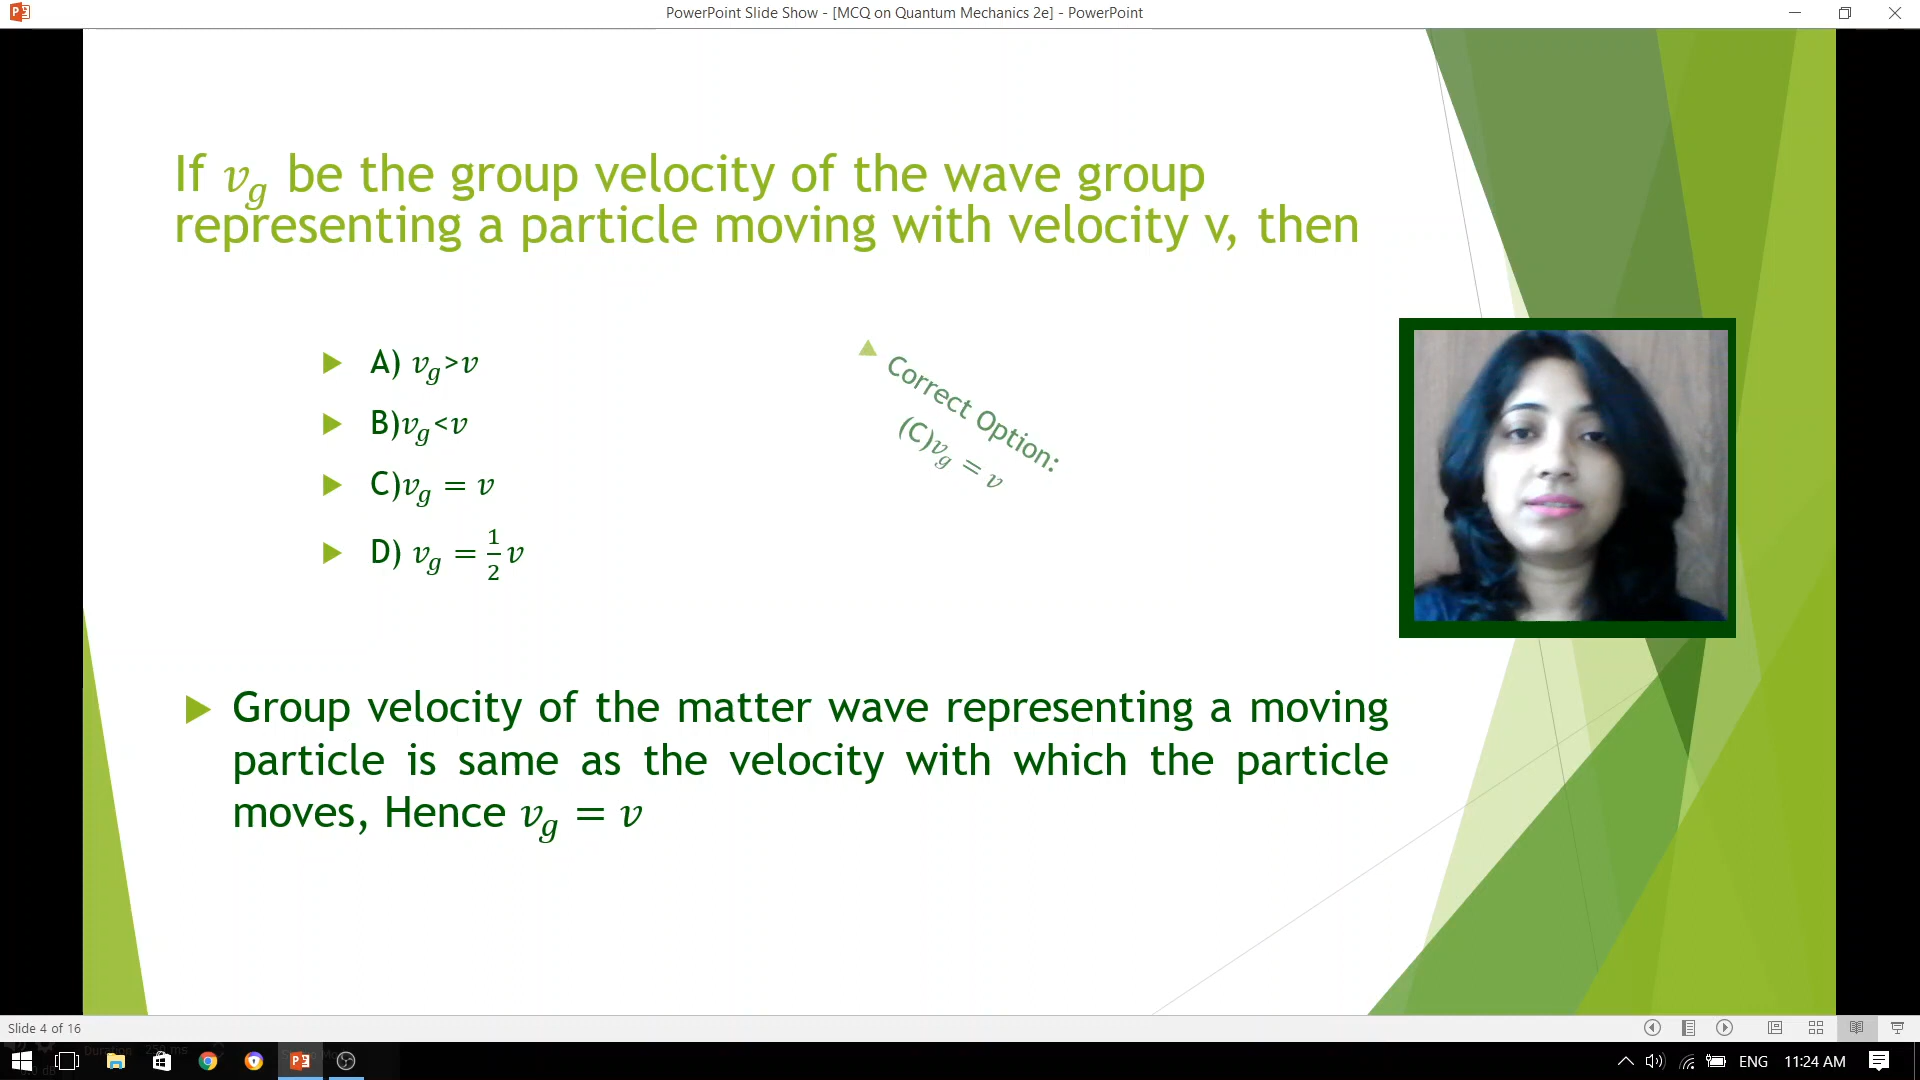 PowerPoint Slide Show - [MCQ on Quantum Mechanics 2e] - PowerPoint
If v_g be the group velocity of the wave group
representing a particle moving with velocity v, then
A) v_g>v
B)v_g<v
C)v_g = v
D) v_g = 1/2 v
Correct Option:
(C)v_g = v
Group velocity of the matter wave representing a moving
particle is same as the velocity with which the particle
moves, Hence v_g = v
Slide 4 of 16
ENG 11:24 AM